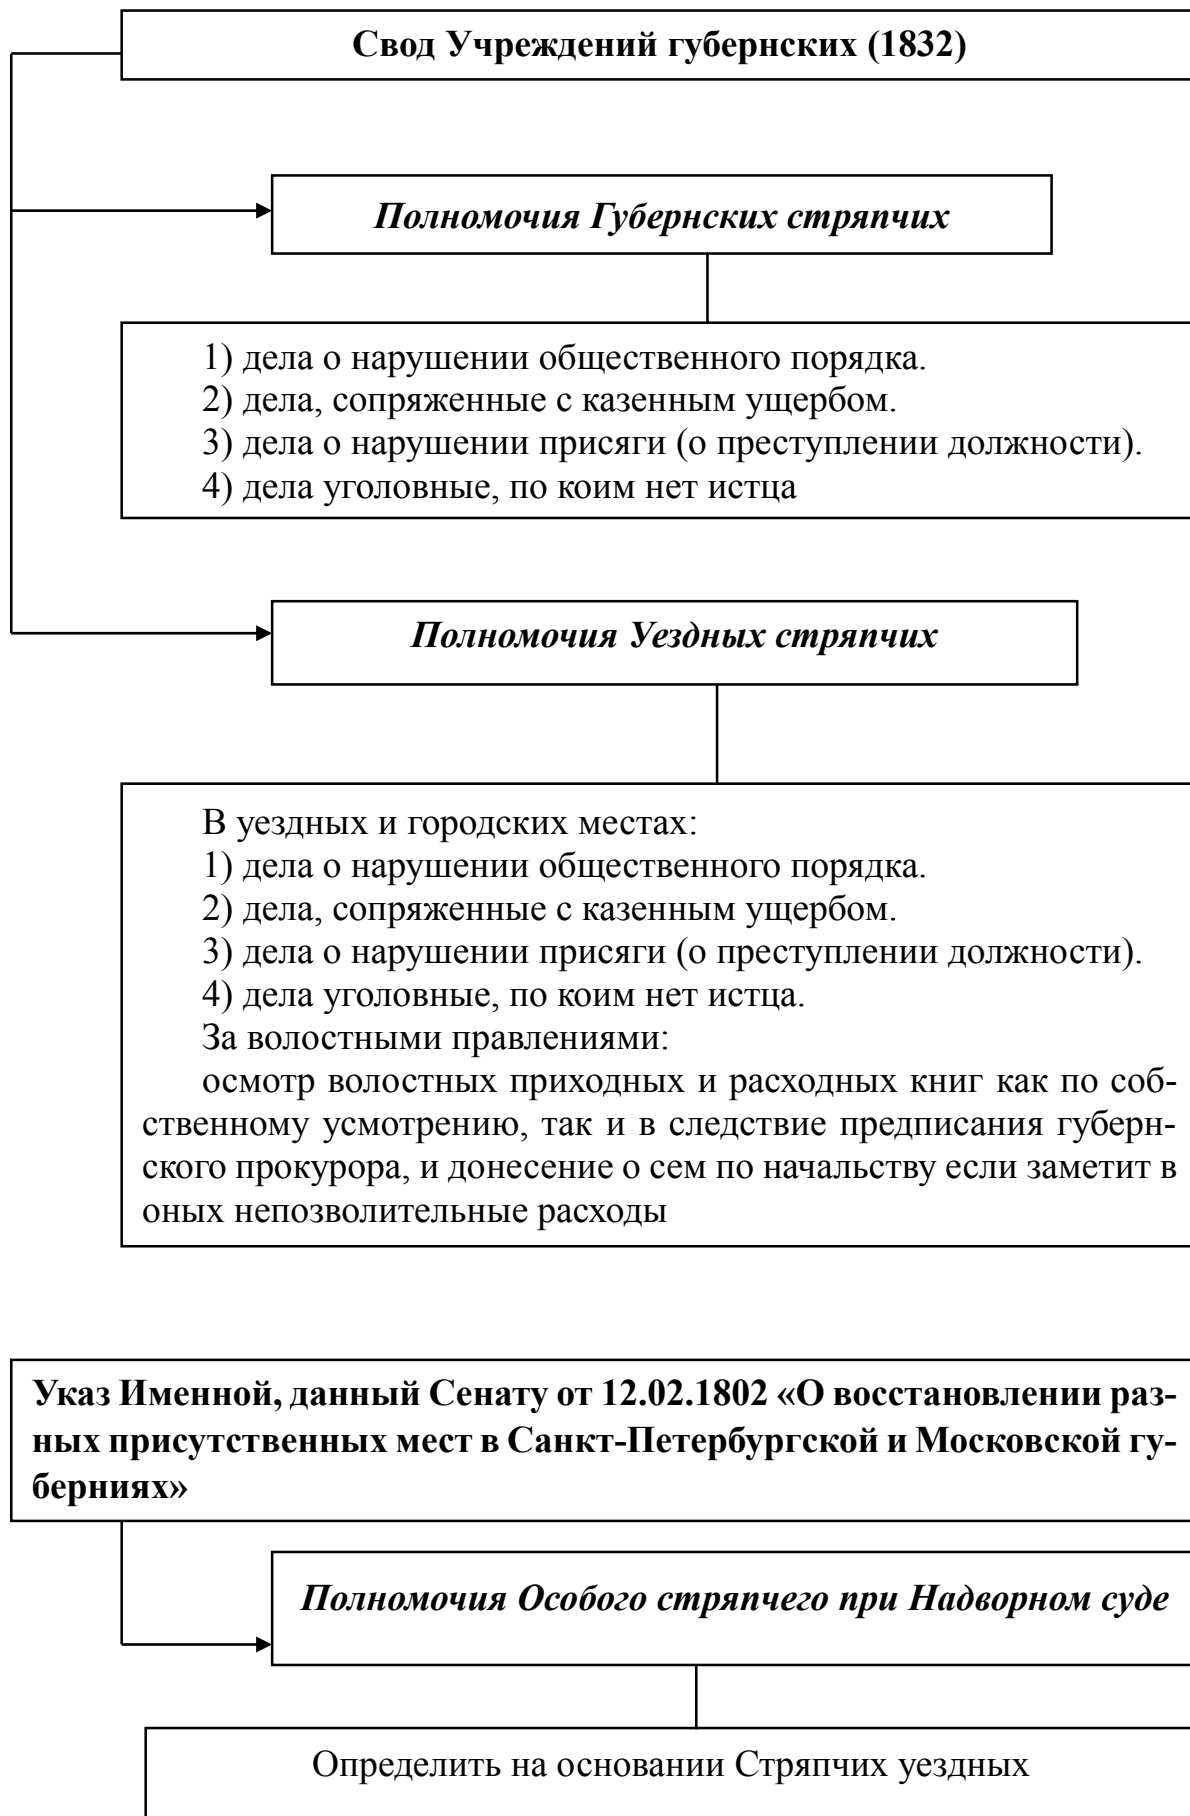 Свод Учреждений губернских (1832)
Полномочия Губернских стряпчих
1) дела о нарушении общественного порядка.
2) дела, сопряженные с казенным ущербом.
3) дела о нарушении присяги (о преступлении должности).
4) дела уголовные, по коим нет истца
Полномочия Уездных стряпчих
В уездных и городских местах:
1) дела о нарушении общественного порядка.
2) дела, сопряженные с казенным ущербом.
3) дела о нарушении присяги (о преступлении должности).
4) дела уголовные, по коим нет истца.
За волостными правлениями:
осмотр волостных приходных и расходных книг как по соб-
ственному усмотрению, так и в следствие предписания губерн-
ского прокурора, и донесение о сем по начальству если заметит в
оных непозволительные расходы
Указ Именной, данный Сенату от 12.02.1802 «О восстановлении раз-
ных присутственных мест в Санкт-Петербургской и Московской гу-
берниях»
Полномочия Особого стряпчего при Надворном суде
Определить на основании Стряпчих уездных